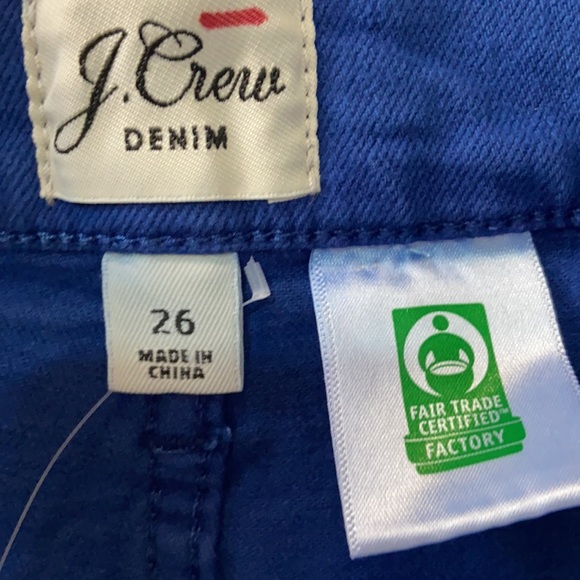 J.Crew
DENIM
26
MADE IN
CHINA
FAIR TRADE
CERTIFIED™
FACTORY